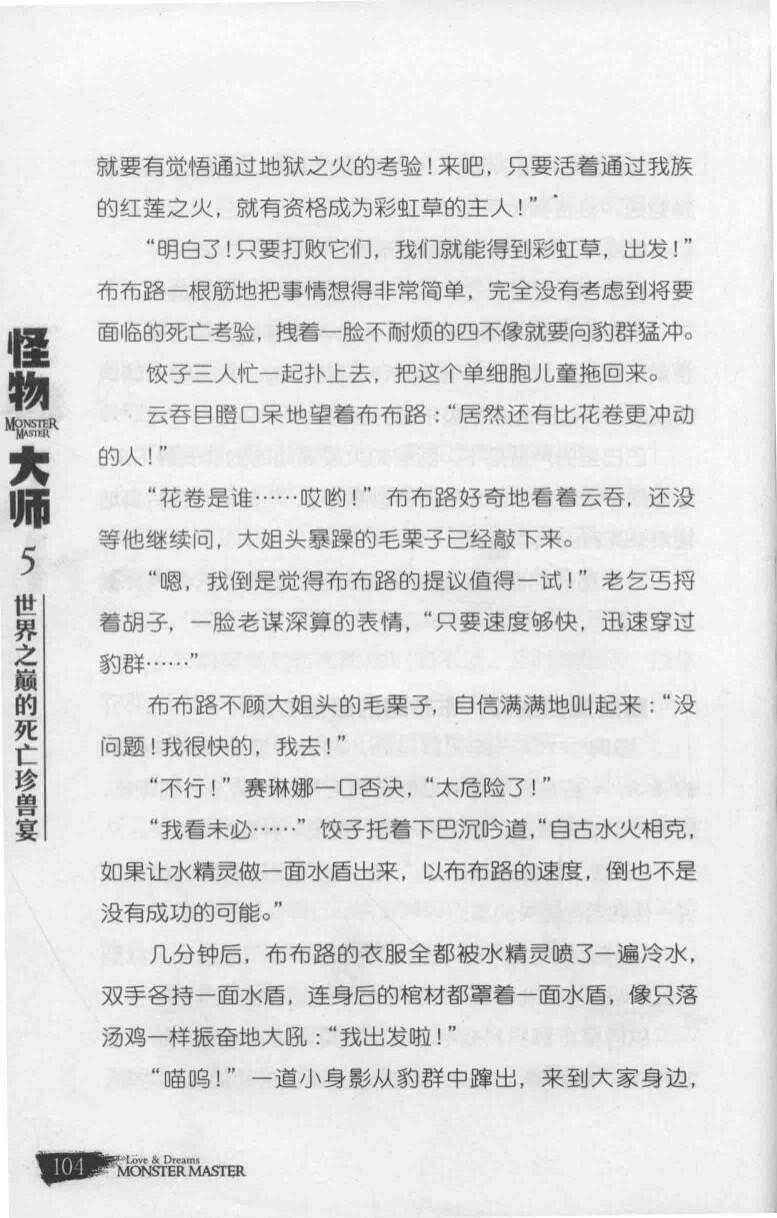 就要有觉悟通过地狱之火的考验！来吧，只要活着通过我族
的红莲之火，就有资格成为彩虹草的主人！”
“明白了！只要打败它们，我们就能得到彩虹草，出发！”
布布路一根筋地把事情想得非常简单，完全没有考虑到将要
面临的死亡考验，拽着一脸不耐烦的四不像就要向豹群猛冲。
饺子三人忙一起扑上去，把这个单细胞儿童拖回来。
云吞目瞪口呆地望着布布路：“居然还有比花卷更冲动
的人！”
“花卷是谁……哎哟！”布布路好奇地看着云吞，还没
等他继续问，大姐头暴躁的毛栗子已经敲下来。
“嗯，我倒是觉得布布路的提议值得一试！”老乞丐捋
着胡子，一脸老谋深算的表情，“只要速度够快，迅速穿过
豹群……”
布布路不顾大姐头的毛栗子，自信满满地叫起来：“没
问题！我很快的，我去！”
“不行！”赛琳娜一口否决，“太危险了！”
“我看未必……”饺子托着下巴沉吟道，“自古水火相克，
如果让水精灵做一面水盾出来，以布布路的速度，倒也不是
没有成功的可能。”
几分钟后，布布路的衣服全都被水精灵喷了一遍冷水，
双手各持一面水盾，连身后的棺材都罩着一面水盾，像只落
汤鸡一样振奋地大吼：“我出发啦！”
“喵呜！”一道小身影从豹群中蹿出，来到大家身边，
怪物
MONSTER
MASTER
大师
5
世界之巅的死亡珍兽宴
104
Love & Dreams
MONSTER MASTER